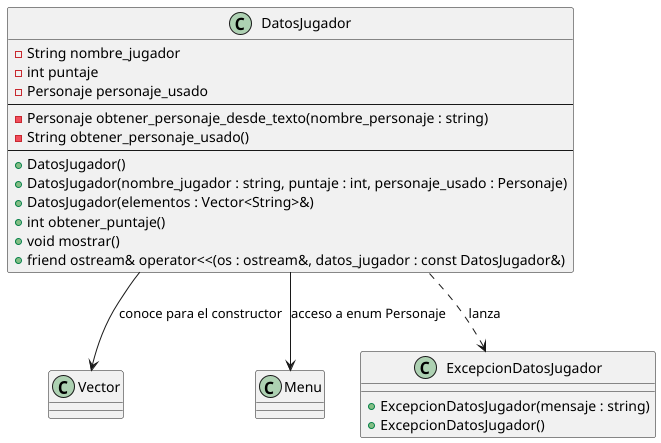 C DatosJugador
String nombre_jugador
int puntaje
Personaje personaje_usado
Personaje obtener_personaje_desde_texto(nombre_personaje : string)
String obtener_personaje_usado()
DatosJugador()
DatosJugador(nombre_jugador : string, puntaje : int, personaje_usado : Personaje)
DatosJugador(elementos : Vector<String>&)
int obtener_puntaje()
void mostrar()
friend ostream& operator<<(os : ostream&, datos_jugador : const DatosJugador&)
conoce para el constructor
acceso a enum Personaje
lanza
C Vector
C Menu
C ExcepcionDatosJugador
ExcepcionDatosJugador(mensaje : string)
ExcepcionDatosJugador()